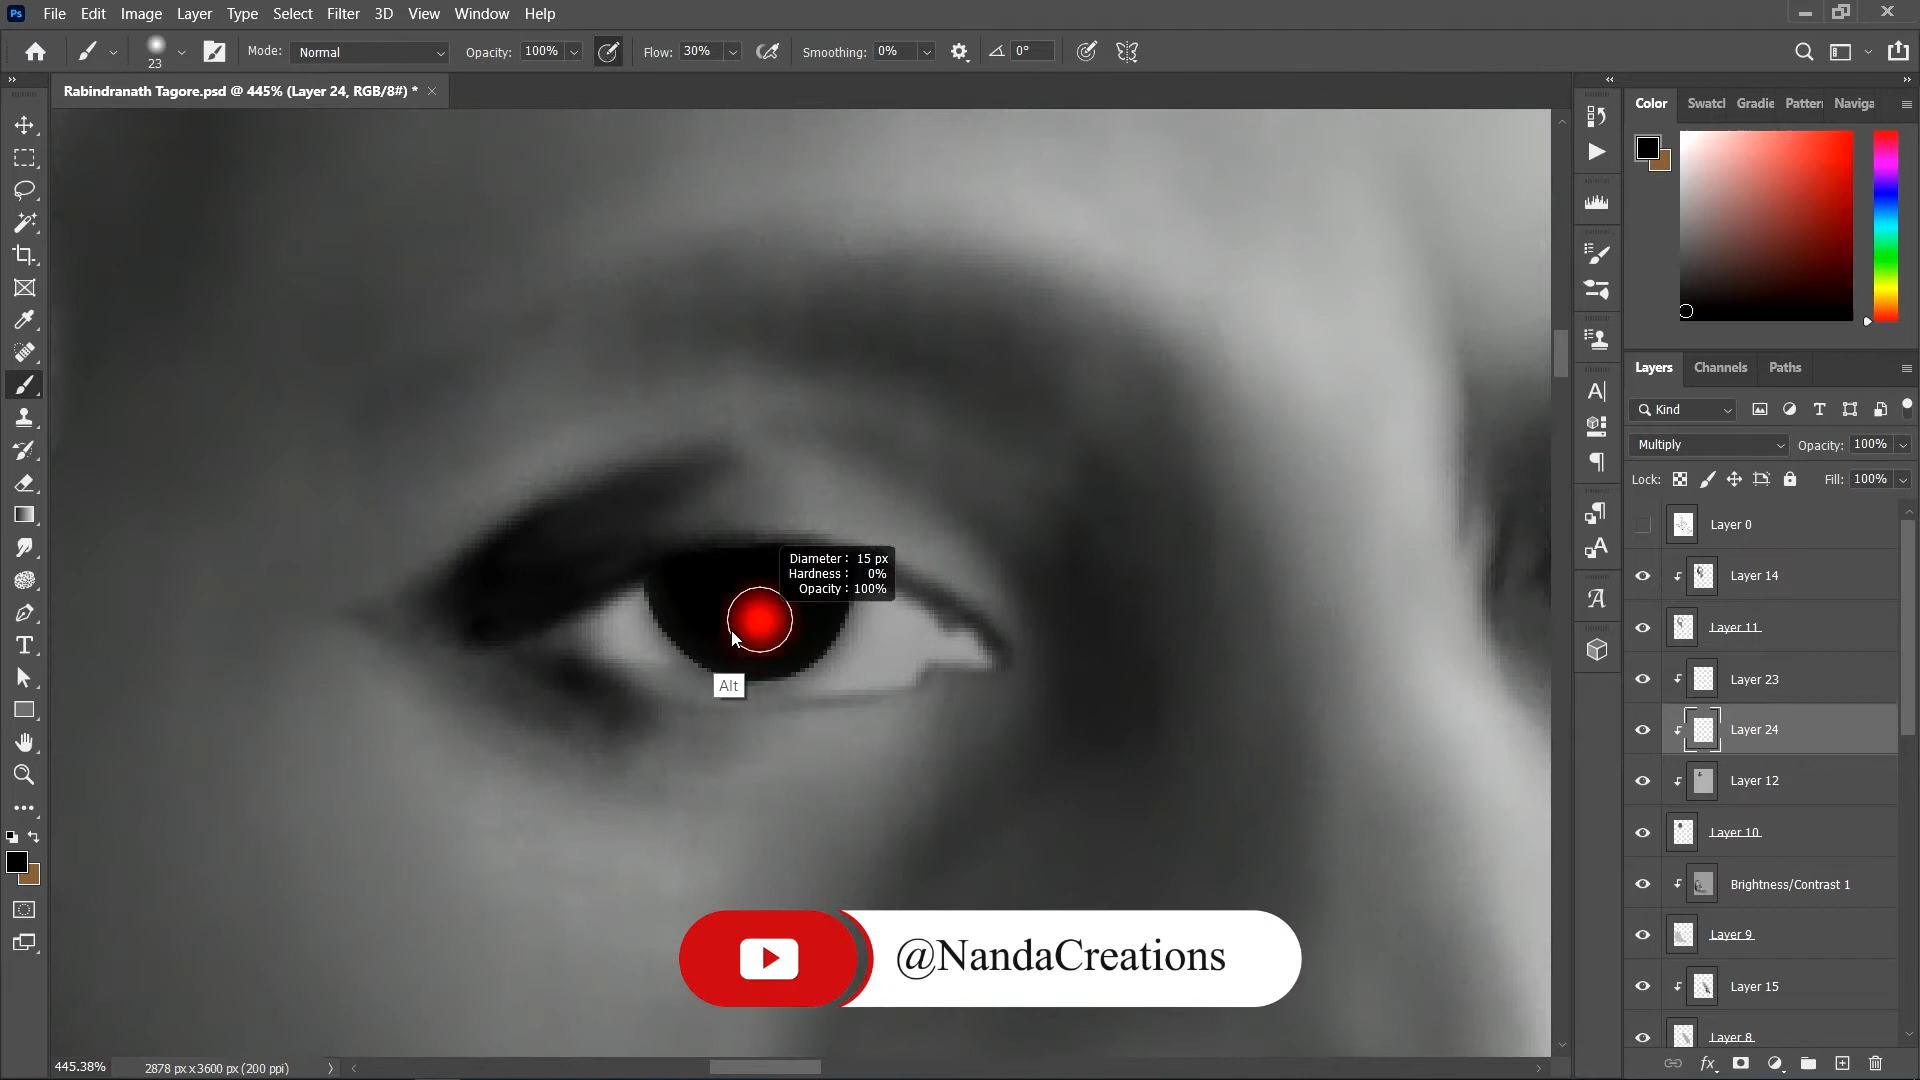 Ps File Edit Image Layer Type Select Filter 3D View Window Help
23 Mode: Normal Opacity: 100% Flow: 30% Smoothing: 0% 0°
Rabindranath Tagore.psd @ 445% (Layer 24, RGB/8#) *
Color Swatcl Gradie Patterı Naviga
Layers Channels Paths
Kind
Multiply Opacity: 100%
Lock: Fill: 100%
Layer 0
Layer 14
Layer 11
Layer 23
Layer 24
Layer 12
Layer 10
Brightness/Contrast 1
Layer 9
Layer 15
Layer 8
Diameter: 15 px
Hardness: 0%
Opacity: 100%
Alt
@NandaCreations
445.38% 2878 px x 3600 px (200 ppi)